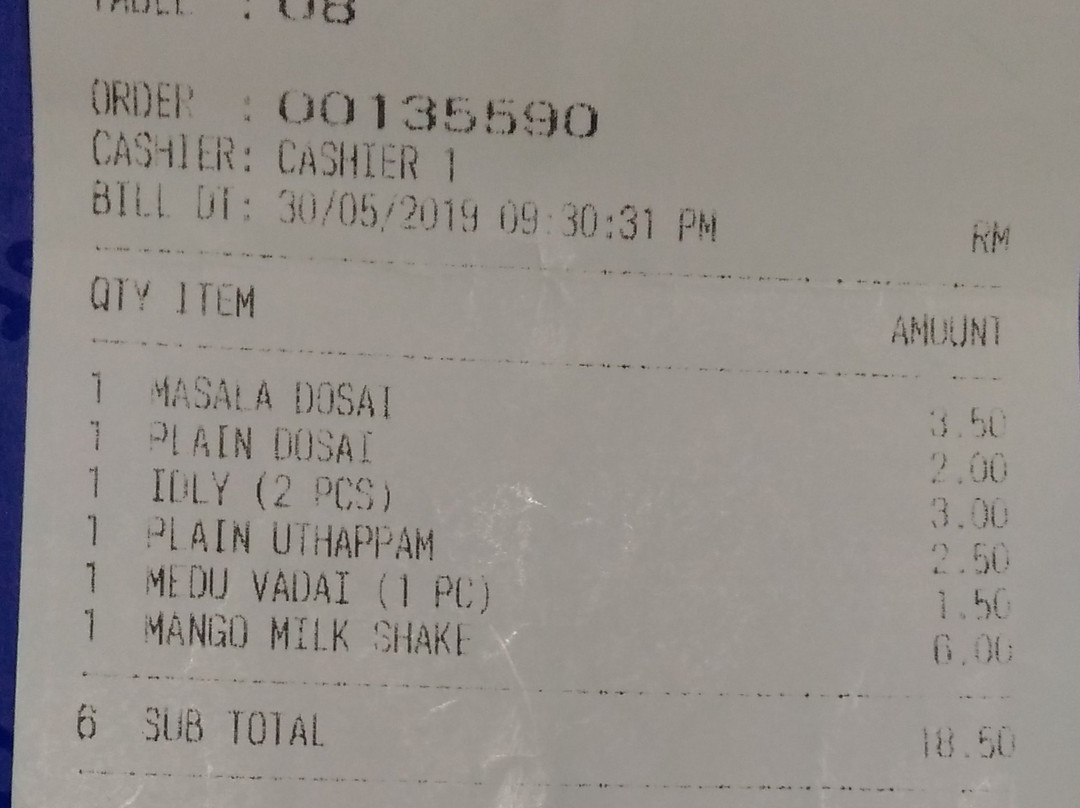 TABLE : 08
ORDER : 00135590
CASHIER: CASHIER 1
BILL DT: 30/05/2019 09:30:31 PM
RM
QTY ITEM AMOUNT
1 MASALA DOSAI 3.50
1 PLAIN DOSAI 2.00
1 IDLY (2 PCS) 3.00
1 PLAIN UTHAPPAM 2.50
1 MEDU VADAI (1 PC) 1.50
1 MANGO MILK SHAKE 6.00
6 SUB TOTAL 18.50